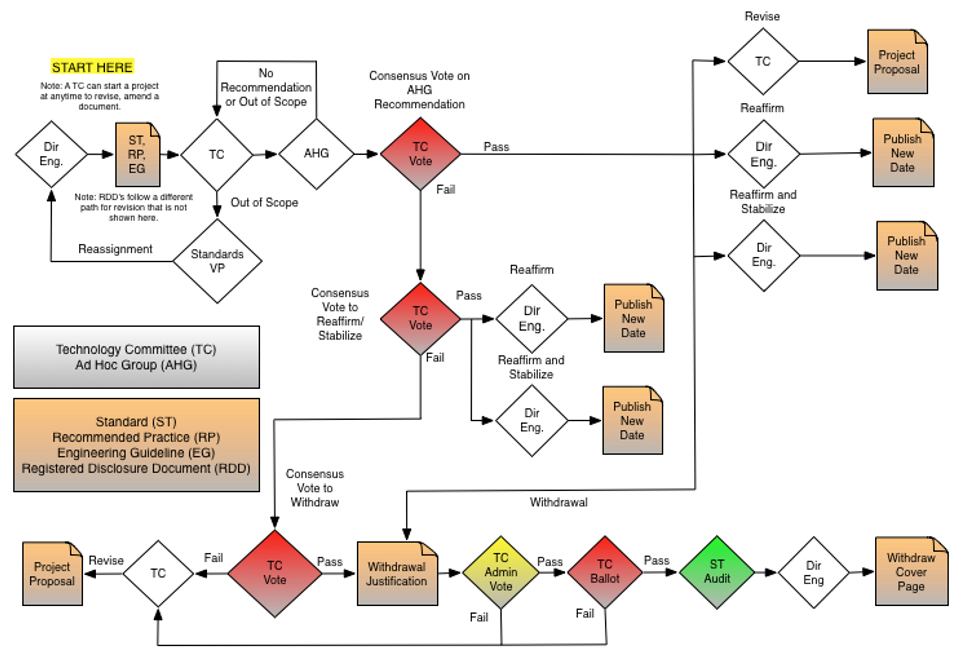 START HERE
Note: A TC can start a project
at anytime to revise, amend a
document.
Dir
Eng.
ST,
RP,
EG
Note: RDD's follow a different
path for revision that is not
shown here.
TC
No
Recommendation
or Out of Scope
AHG
Out of Scope
Standards
VP
Reassignment
Consensus Vote on
AHG
Recommendation
TC
Vote
Pass
Fail
Revise
TC
Project
Proposal
Reaffirm
Dir
Eng.
Publish
New
Date
Reaffirm and
Stabilize
Dir
Eng.
Publish
New
Date
Consensus
Vote to
Reaffirm/
Stabilize
TC
Vote
Pass
Fail
Reaffirm
Dir
Eng.
Publish
New
Date
Reaffirm and
Stabilize
Dir
Eng.
Publish
New
Date
Technology Committee (TC)
Ad Hoc Group (AHG)
Standard (ST)
Recommended Practice (RP)
Engineering Guideline (EG)
Registered Disclosure Document (RDD)
Consensus
Vote to
Withdraw
Withdrawal
Project
Proposal
Revise
TC
Fail
TC
Vote
Pass
Withdrawal
Justification
TC
Admin
Vote
Pass
Fail
TC
Ballot
Pass
Fail
ST
Audit
Dir
Eng
Withdraw
Cover
Page